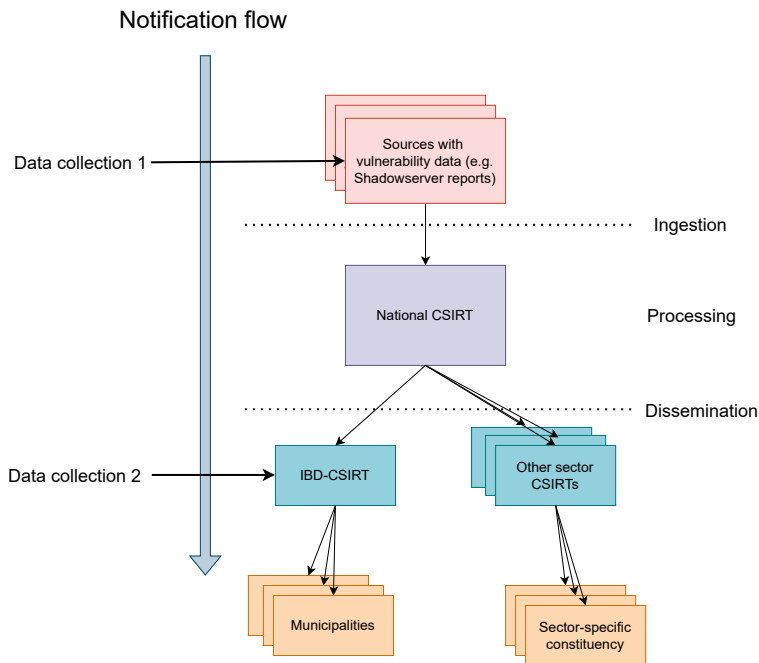 Notification flow
Data collection 1
Sources with
vulnerability data (e.g.
Shadowserver reports)
Ingestion
National CSIRT
Processing
Dissemination
Data collection 2
IBD-CSIRT
Other sector
CSIRTs
Municipalities
Sector-specific
constituency